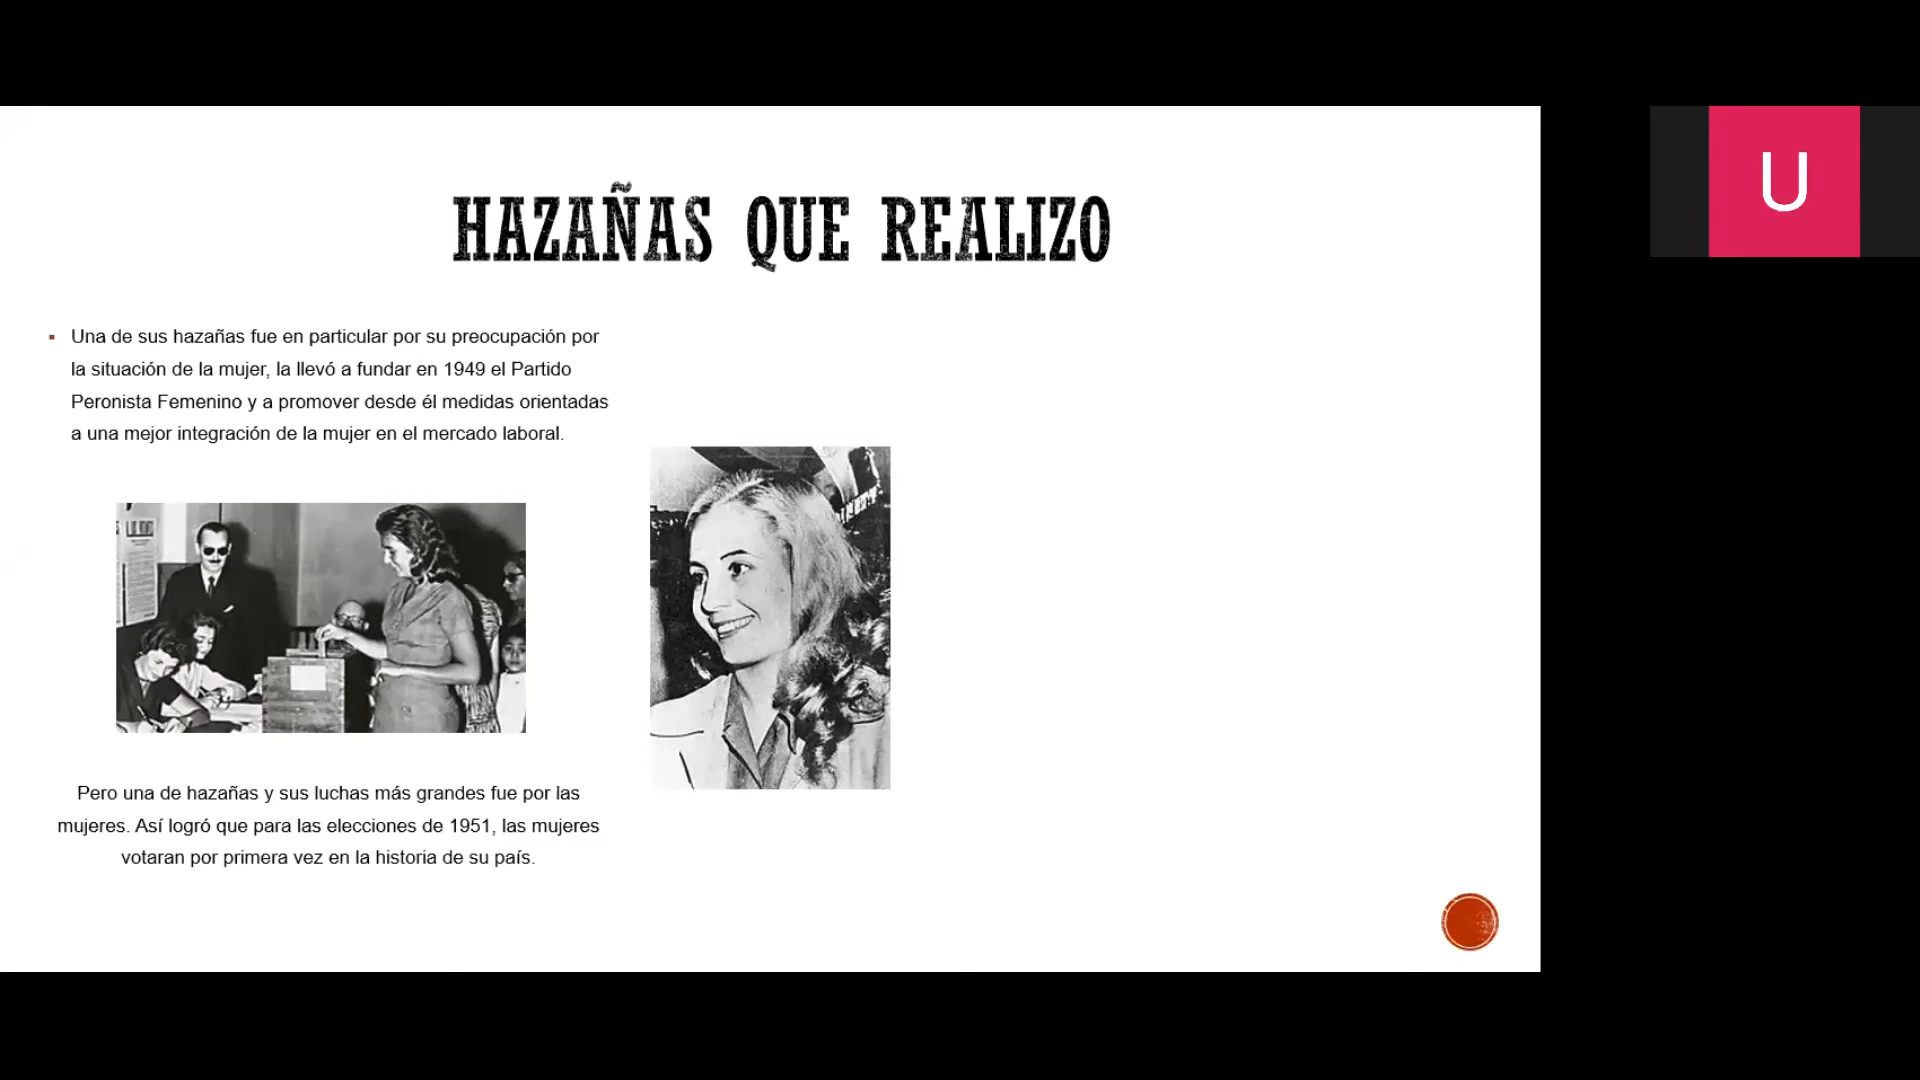 HAZAÑAS QUE REALIZO
Una de sus hazañas fue en particular por su preocupación por
la situación de la mujer, la llevó a fundar en 1949 el Partido
Peronista Femenino y a promover desde él medidas orientadas
a una mejor integración de la mujer en el mercado laboral.
Pero una de hazañas y sus luchas más grandes fue por las
mujeres. Así logró que para las elecciones de 1951, las mujeres
votaran por primera vez en la historia de su país.
U